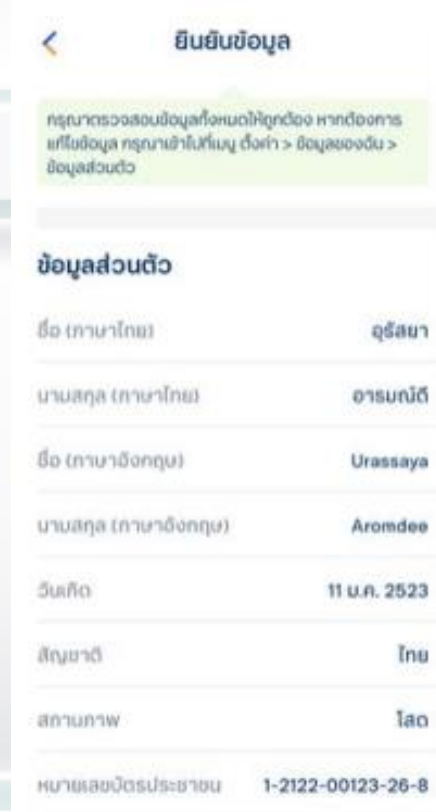 ยืนยันข้อมูล
กรุณาตรวจสอบข้อมูลทั้งหมดให้ถูกต้อง หากต้องการ
แก้ไขข้อมูล กรุณาเข้าไปที่เมนู ตั้งค่า > ข้อมูลของฉัน >
ข้อมูลส่วนตัว
ข้อมูลส่วนตัว
ชื่อ (ภาษาไทย) อุรัสยา
นามสกุล (ภาษาไทย) อารมณ์ดี
ชื่อ (ภาษาอังกฤษ) Urassaya
นามสกุล (ภาษาอังกฤษ) Aromdee
วันเกิด 11 ม.ค. 2523
สัญชาติ ไทย
สถานภาพ โสด
หมายเลขบัตรประชาชน 1-2122-00123-26-8